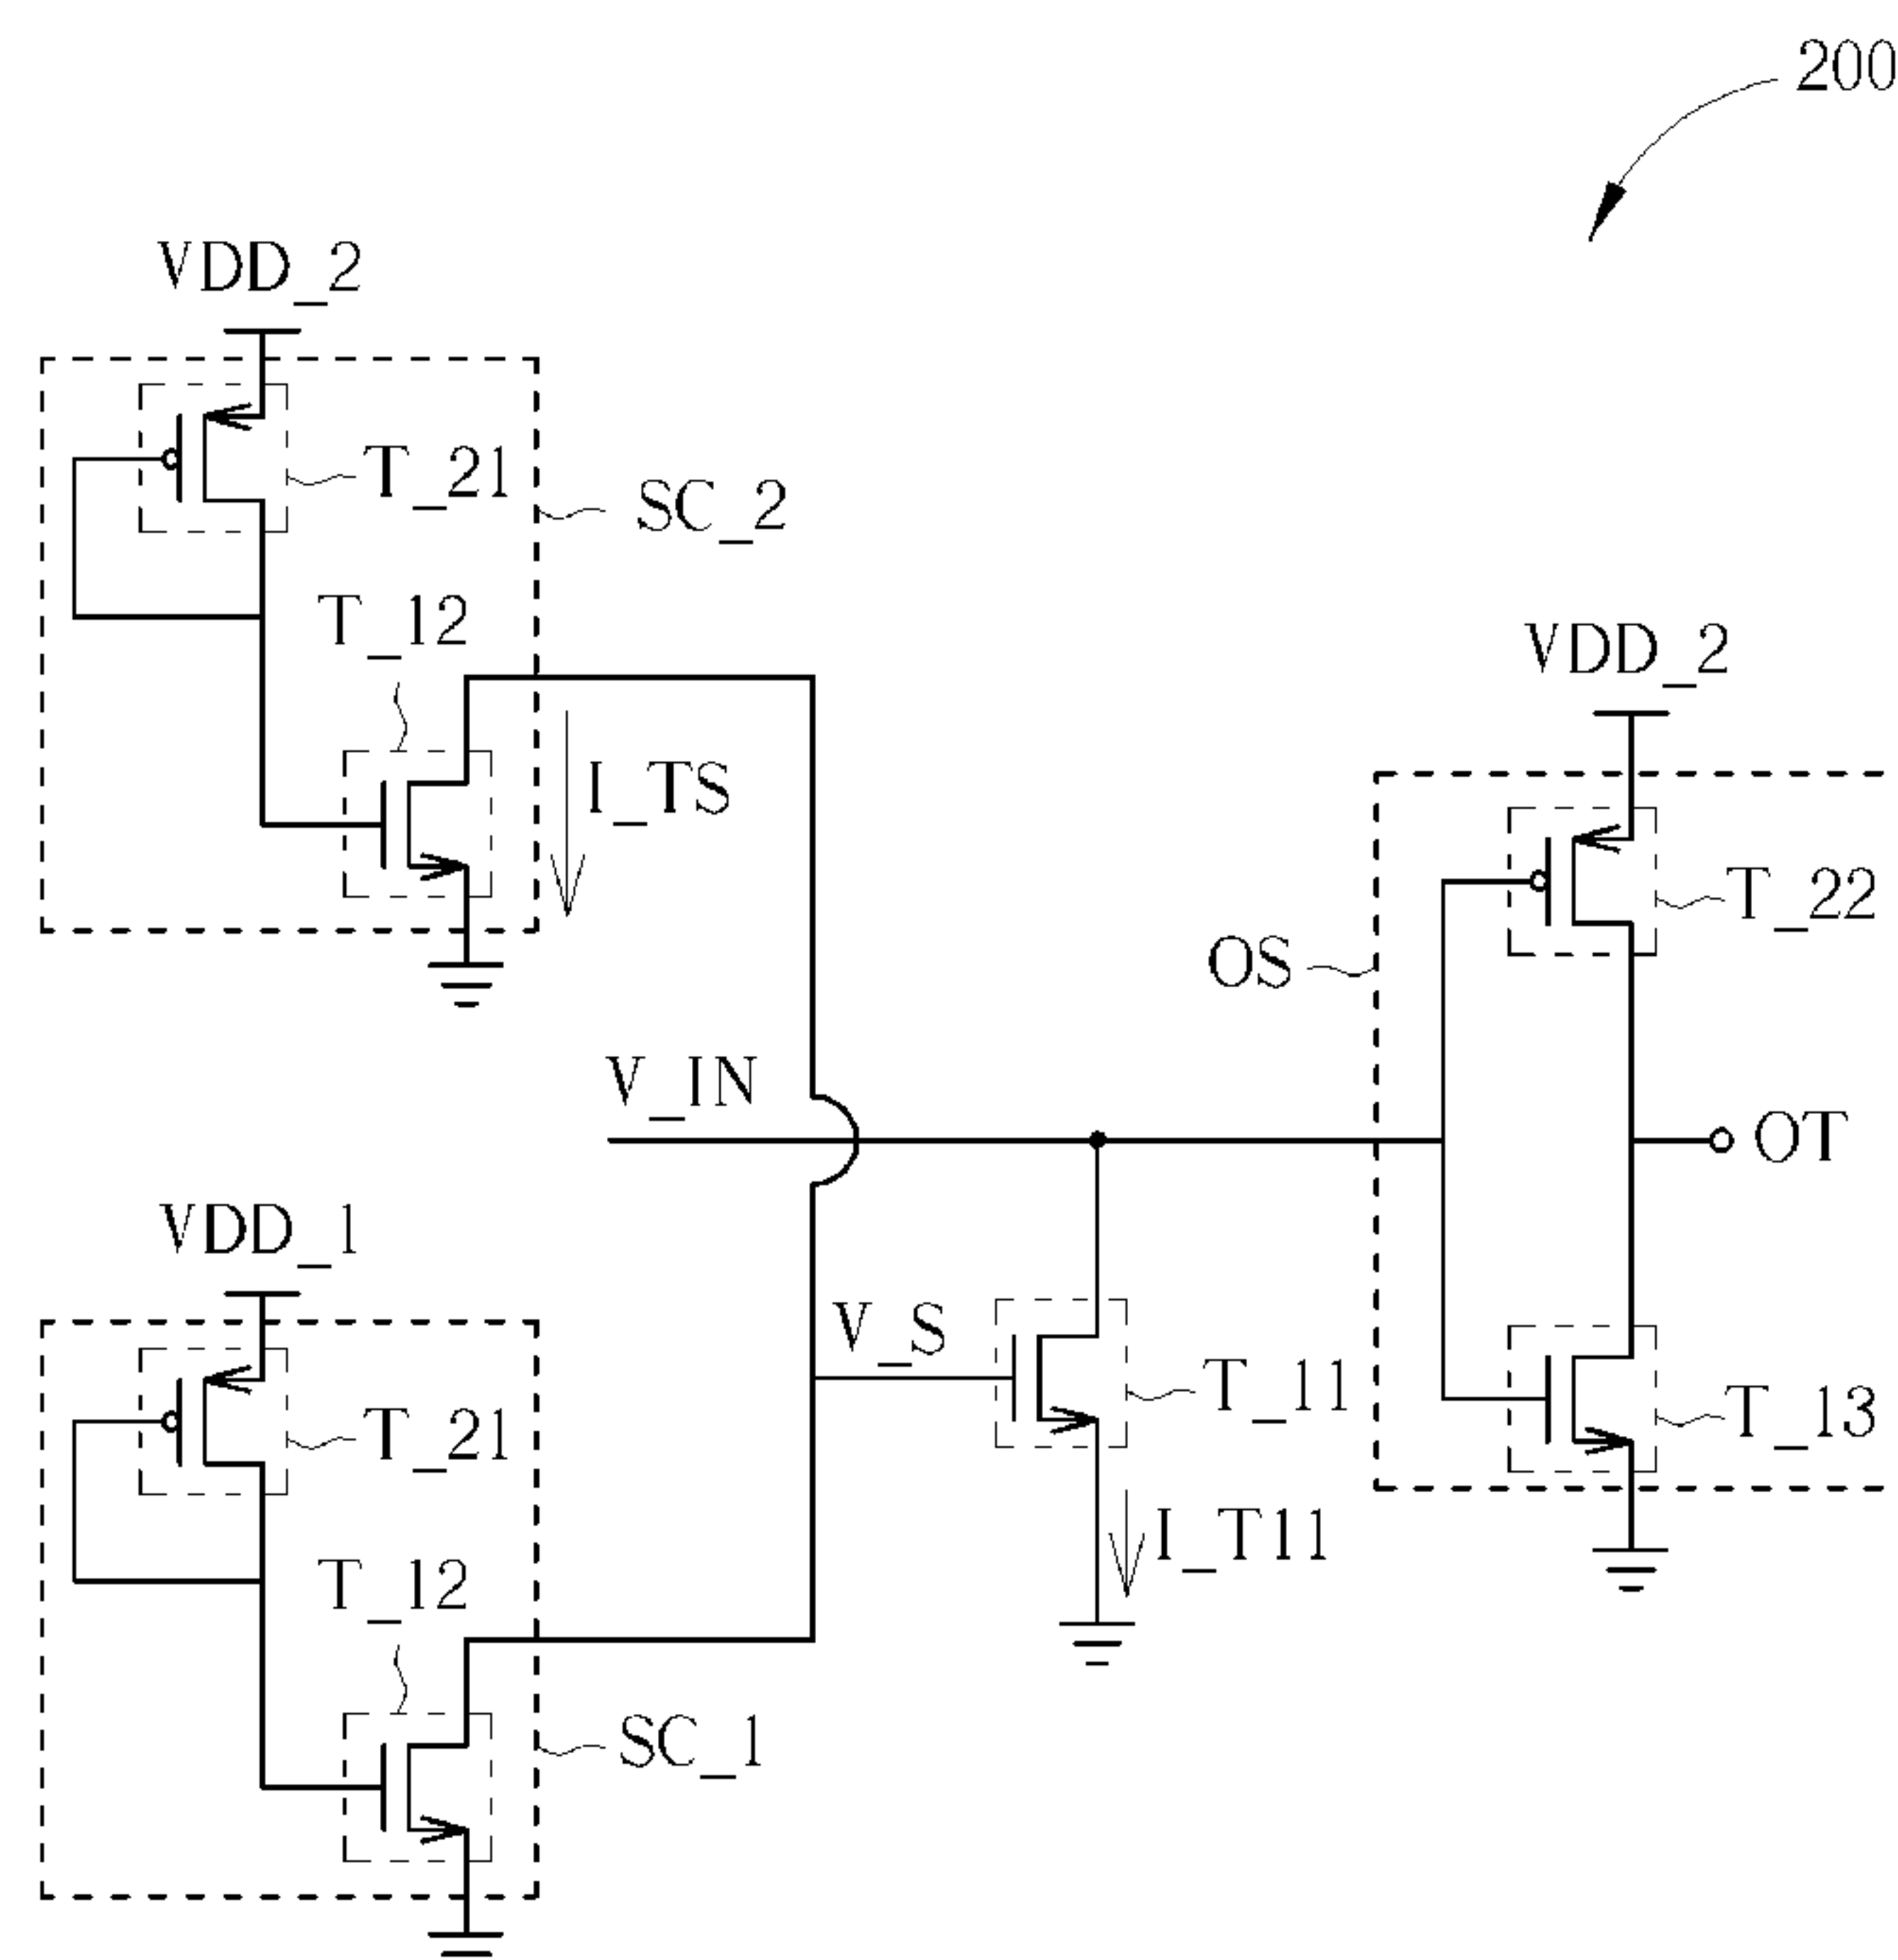 200
VDD_2
T_21
SC_2
T_12
I_TS
VDD_2
T_22
OS
V_IN
OT
VDD_1
V_S
T_11
T_21
T_13
I_T11
T_12
SC_1